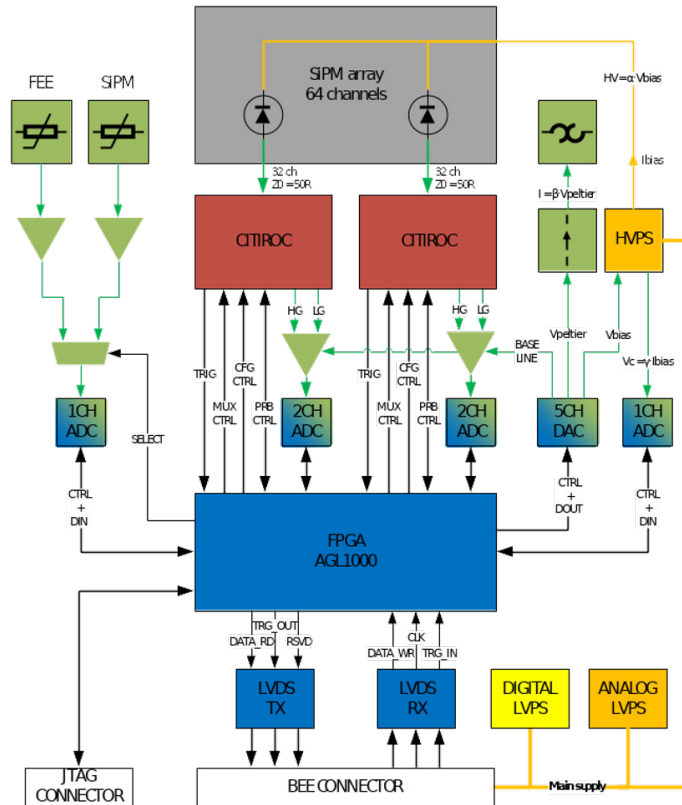 FEE
SiPM
SiPM array
64 channels
HV=α·Vbias
Ibias
32 ch
Z0 =50R
32 ch
Z0 =50R
I =β·Vpeltier
CITIROC
CITIROC
HVPS
HG
LG
HG
LG
BASE
LINE
Vpeltier
Vbias
Vc =γ·Ibias
TRIG
MUX
CTRL
CFG
CTRL
PRB
CTRL
TRIG
MUX
CTRL
CFG
CTRL
PRB
CTRL
1CH
ADC
2CH
ADC
2CH
ADC
5CH
DAC
1CH
ADC
SELECT
CTRL
+
DIN
CTRL
+
DOUT
CTRL
+
DIN
FPGA
AGL1000
TRG_OUT
DATA_RD
RSVD
CLK
DATA_WR
TRG_IN
LVDS
TX
LVDS
RX
DIGITAL
LVPS
ANALOG
LVPS
JTAG
CONNECTOR
BEE CONNECTOR
Main supply